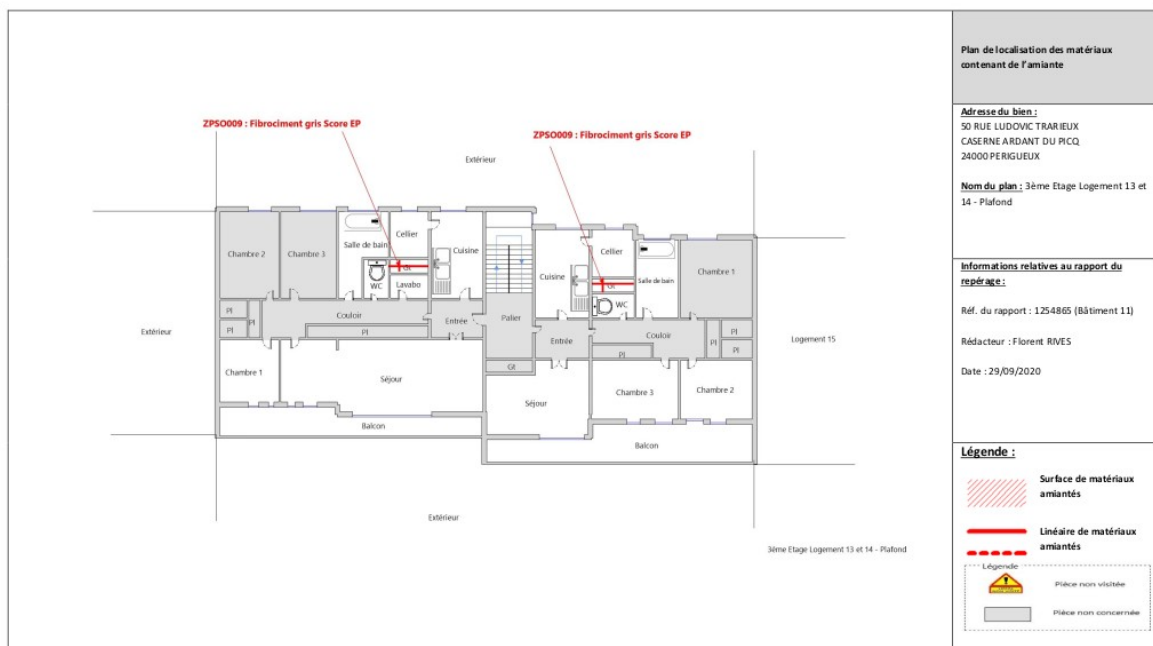 Plan de localisation des matériaux
contenant de l'amiante
Adresse du bien :
50 RUE LUDOVIC TRARIEUX
CASERNE ARDANT DU PICQ
24000 PERIGUEUX
Nom du plan : 3ème Etage Logement 13 et
14 - Plafond
Informations relatives au rapport du
repérage :
Réf. du rapport : 1254865 (Bâtiment 11)
Rédacteur : Florent RIVES
Date : 29/09/2020
Légende :
Surface de matériaux
amiantés
Linéaire de matériaux
amiantés
Légende
Pièce non visitée
Pièce non concernée
ZPSO009 : Fibrociment gris Score EP
ZPSO009 : Fibrociment gris Score EP
Extérieur
Chambre 2
Chambre 3
Salle de bain
Cellier
Cuisine
Gt
WC
Lavabo
Cuisine
Cellier
Gt
WC
Salle de bain
Chambre 1
Pl
Pl
Pl
Couloir
Pl
Entrée
Palier
Entrée
Couloir
Pl
Pl
Pl
Pl
Gt
Extérieur
Logement 15
Chambre 1
Séjour
Séjour
Chambre 3
Chambre 2
Balcon
Balcon
Extérieur
3ème Etage Logement 13 et 14 - Plafond